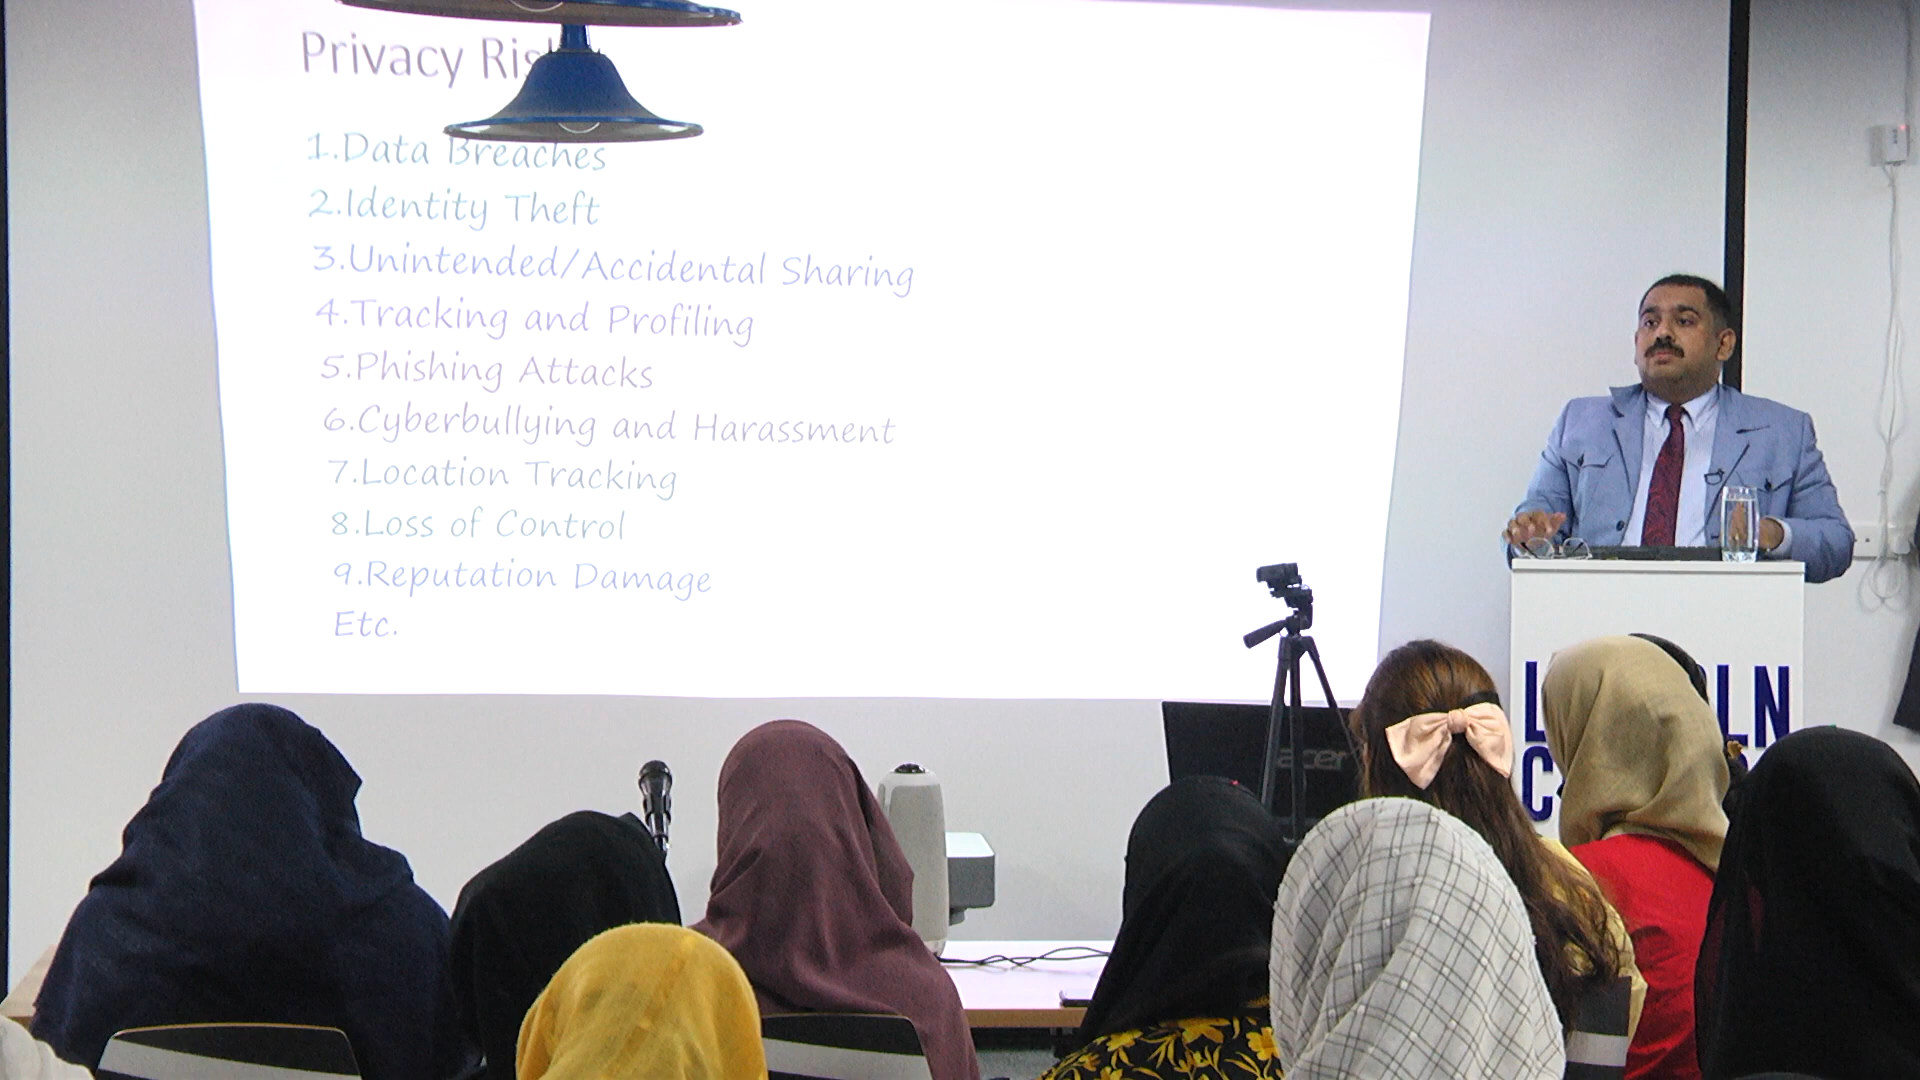 Privacy
1.Data Breaches
2.Identity Theft
3.Unintended/Accidental Sharing
4.Tracking and Profiling
5.Phishing Attacks
6.Cyberbullying and Harassment
7.Location Tracking
8.Loss of Control
9.Reputation Damage
Etc.
acer